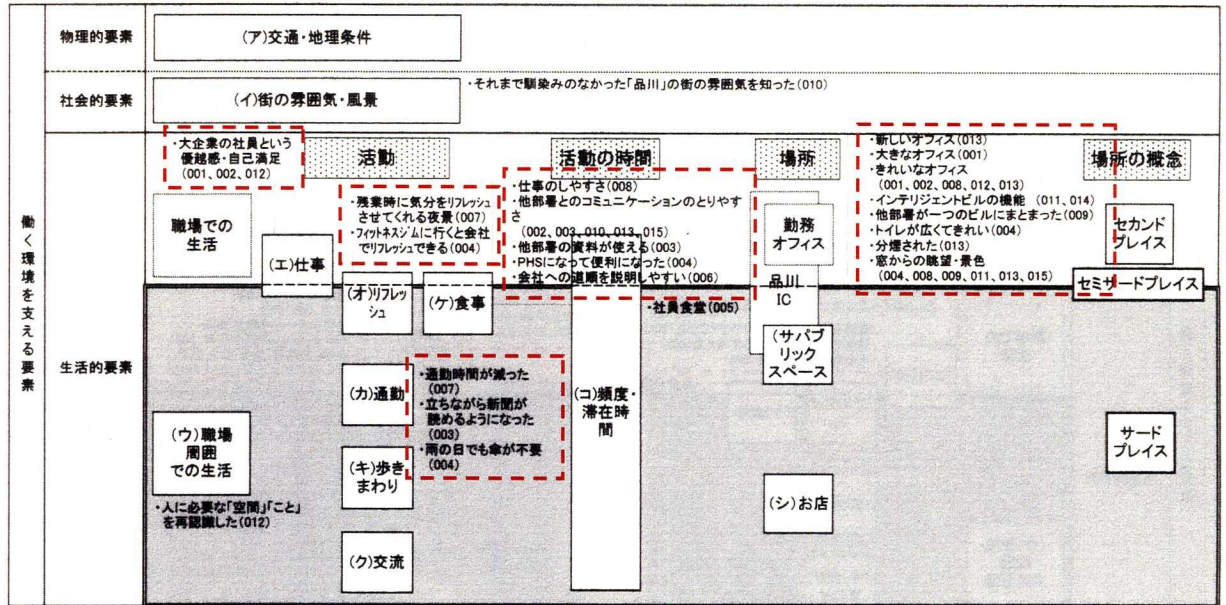 働く環境を支える要素
物理的要素
(ア)交通・地理条件
社会的要素
(イ)街の雰囲気・風景
・それまで馴染みのなかった「品川」の街の雰囲気を知った(010)
生活的要素
・大企業の社員という
優越感・自己満足
(001、002、012)
活動
活動の時間
場所
場所の概念
職場での
生活
(エ)仕事
・残業時に気分をリフレッシュ
させてくれる夜景(007)
・フィットネスジムに行くと会社
でリフレッシュできる(004)
・仕事のしやすさ(008)
・他部署とのコミュニケーションのとりやす
さ
(002、003、010、013、015)
・他部署の資料が使える(003)
・PHSになって便利になった(004)
・会社への道順を説明しやすい(006)
勤務
オフィス
・新しいオフィス(013)
・大きなオフィス(001)
・きれいなオフィス
(001、002、008、012、013)
・インテリジェントビルの機能 (011、014)
・他部署が一つのビルにまとまった(009)
・トイレが広くてきれい(004)
・分煙された(013)
・窓からの眺望・景色
(004、008、009、011、013、015)
セカンド
プレイス
セミサードプレイス
(オ)リフレッ
シュ
(ケ)食事
・社員食堂(005)
品川
IC
(サパブ
リック
スペース
(カ)通勤
・通勤時間が減った
(007)
・立ちながら新聞が
読めるようになった
(003)
・雨の日でも傘が不要
(004)
(コ)頻度・
滞在時
間
(ウ)職場
周囲
での生活
・人に必要な「空間」「こと」
を再認識した(012)
(キ)歩き
まわり
(ク)交流
(シ)お店
サード
プレイス